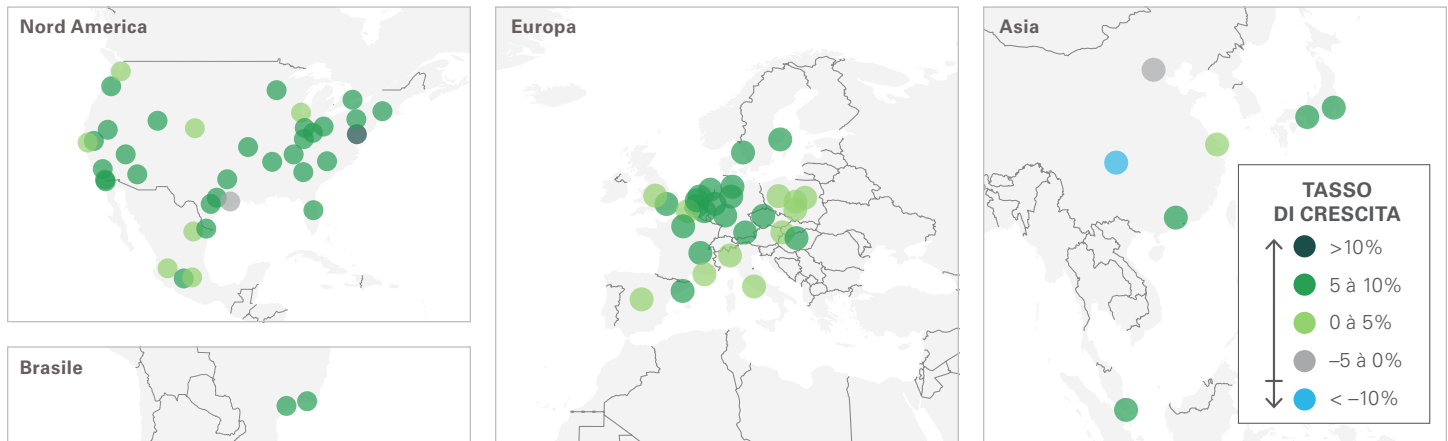 Nord America
Europa
Asia
Brasile
TASSO
DI CRESCITA
>10%
5 à 10%
0 à 5%
–5 à 0%
< –10%